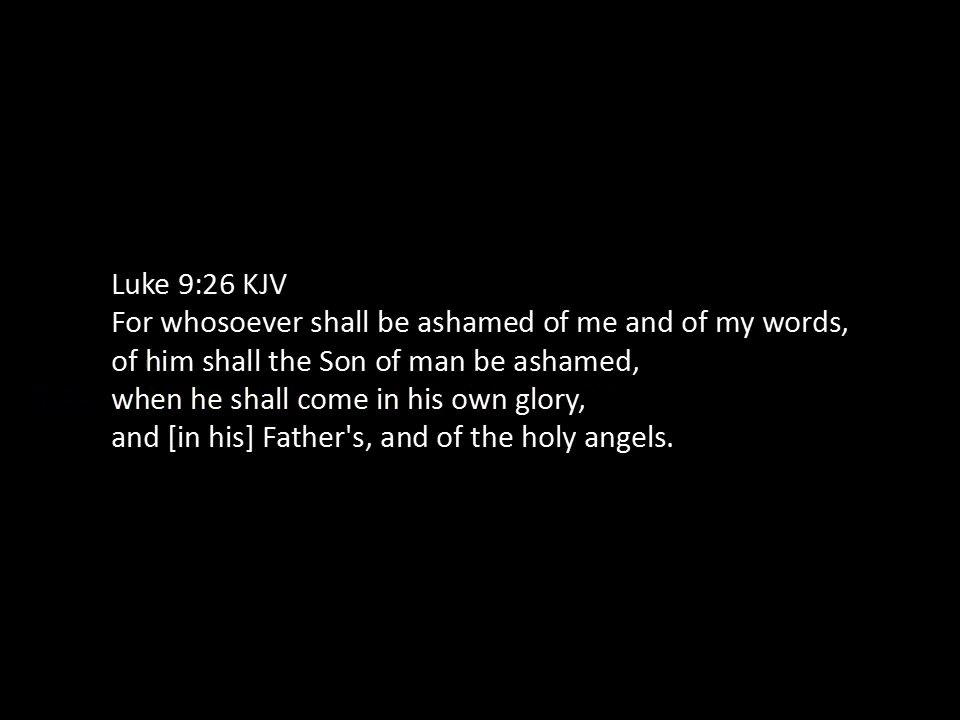 Luke 9:26 KJV
For whosoever shall be ashamed of me and of my words,
of him shall the Son of man be ashamed,
when he shall come in his own glory,
and [in his] Father's, and of the holy angels.